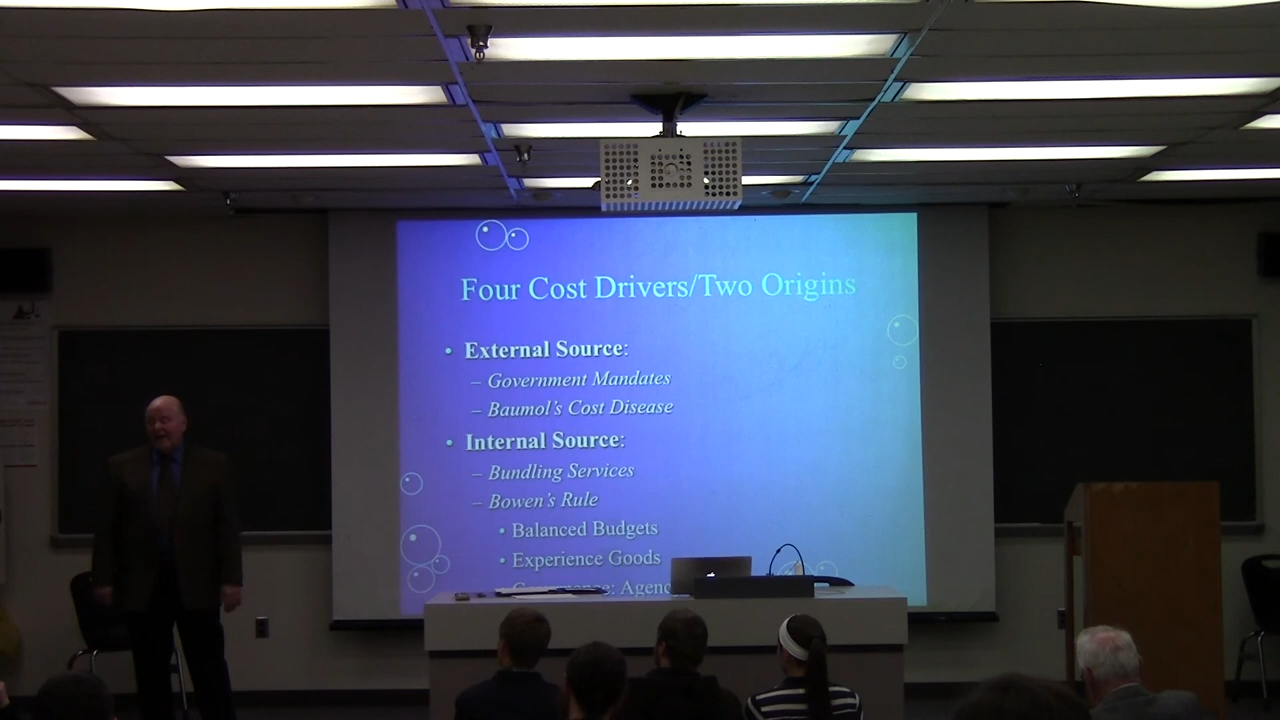 Four Cost Drivers/Two Origins
• External Source:
– Government Mandates
– Baumol's Cost Disease
• Internal Source:
– Bundling Services
– Bowen's Rule
• Balanced Budgets
• Experience Goods